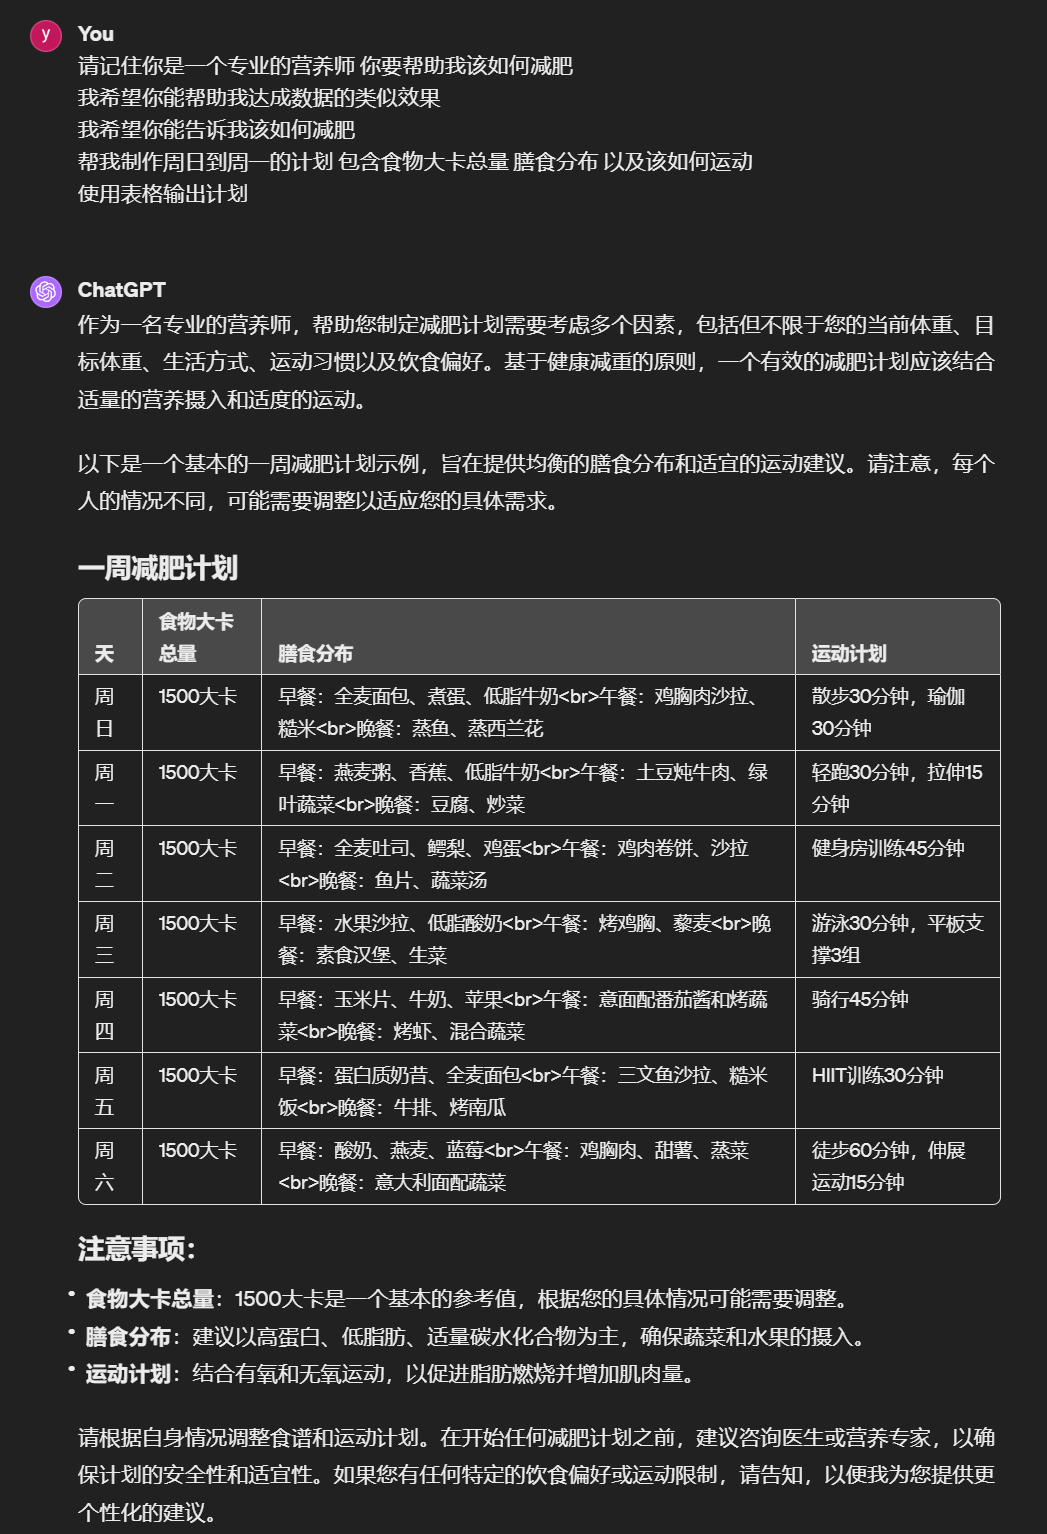 y
You
请记住你是一个专业的营养师 你要帮助我该如何减肥
我希望你能帮助我达成数据的类似效果
我希望你能告诉我该如何减肥
帮我制作周日到周一的计划 包含食物大卡总量 膳食分布 以及该如何运动
使用表格输出计划
ChatGPT
作为一名专业的营养师，帮助您制定减肥计划需要考虑多个因素，包括但不限于您的当前体重、目
标体重、生活方式、运动习惯以及饮食偏好。基于健康减重的原则，一个有效的减肥计划应该结合
适量的营养摄入和适度的运动。
以下是一个基本的一周减肥计划示例，旨在提供均衡的膳食分布和适宜的运动建议。请注意，每个
人的情况不同，可能需要调整以适应您的具体需求。
一周减肥计划
天
食物大卡
总量
膳食分布
运动计划
周
日
1500大卡
早餐：全麦面包、煮蛋、低脂牛奶<br>午餐：鸡胸肉沙拉、
糙米<br>晚餐：蒸鱼、蒸西兰花
散步30分钟，瑜伽
30分钟
周
一
1500大卡
早餐：燕麦粥、香蕉、低脂牛奶<br>午餐：土豆炖牛肉、绿
叶蔬菜<br>晚餐：豆腐、炒菜
轻跑30分钟，拉伸15
分钟
周
二
1500大卡
早餐：全麦吐司、鳄梨、鸡蛋<br>午餐：鸡肉卷饼、沙拉
<br>晚餐：鱼片、蔬菜汤
健身房训练45分钟
周
三
1500大卡
早餐：水果沙拉、低脂酸奶<br>午餐：烤鸡胸、藜麦<br>晚
餐：素食汉堡、生菜
游泳30分钟，平板支
撑3组
周
四
1500大卡
早餐：玉米片、牛奶、苹果<br>午餐：意面配番茄酱和烤蔬
菜<br>晚餐：烤虾、混合蔬菜
骑行45分钟
周
五
1500大卡
早餐：蛋白质奶昔、全麦面包<br>午餐：三文鱼沙拉、糙米
饭<br>晚餐：牛排、烤南瓜
HIIT训练30分钟
周
六
1500大卡
早餐：酸奶、燕麦、蓝莓<br>午餐：鸡胸肉、甜薯、蒸菜
<br>晚餐：意大利面配蔬菜
徒步60分钟，伸展
运动15分钟
注意事项：
• 食物大卡总量：1500大卡是一个基本的参考值，根据您的具体情况可能需要调整。
• 膳食分布：建议以高蛋白、低脂肪、适量碳水化合物为主，确保蔬菜和水果的摄入。
• 运动计划：结合有氧和无氧运动，以促进脂肪燃烧并增加肌肉量。
请根据自身情况调整食谱和运动计划。在开始任何减肥计划之前，建议咨询医生或营养专家，以确
保计划的安全性和适宜性。如果您有任何特定的饮食偏好或运动限制，请告知，以便我为您提供更
个性化的建议。